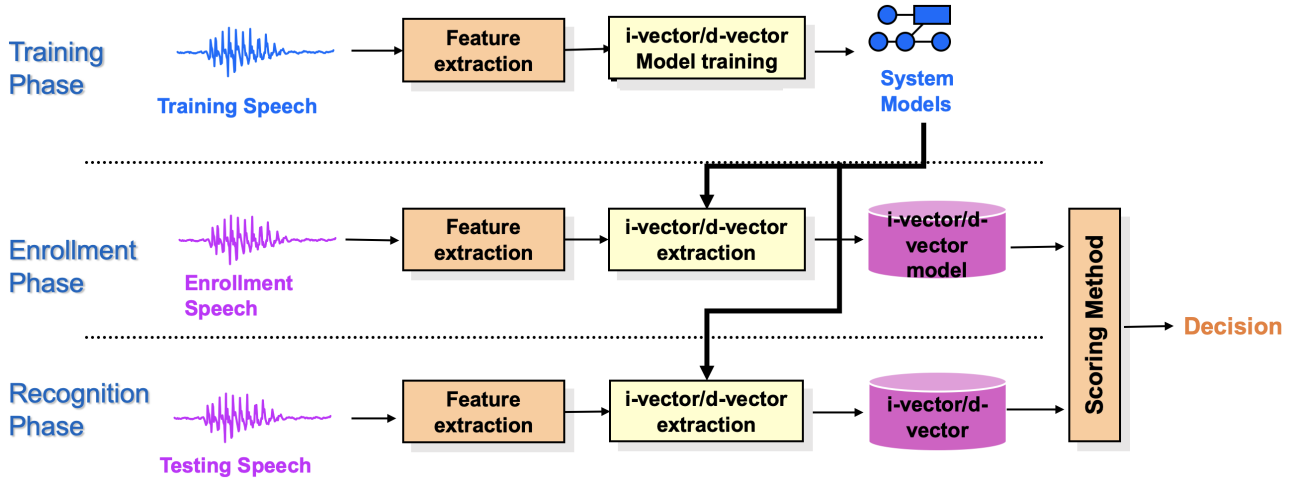 Training
Phase
Training Speech
Feature
extraction
i-vector/d-vector
Model training
System
Models
Enrollment
Phase
Enrollment
Speech
Feature
extraction
i-vector/d-vector
extraction
i-vector/d-
vector
model
Recognition
Phase
Testing Speech
Feature
extraction
i-vector/d-vector
extraction
i-vector/d-
vector
Scoring Method
Decision